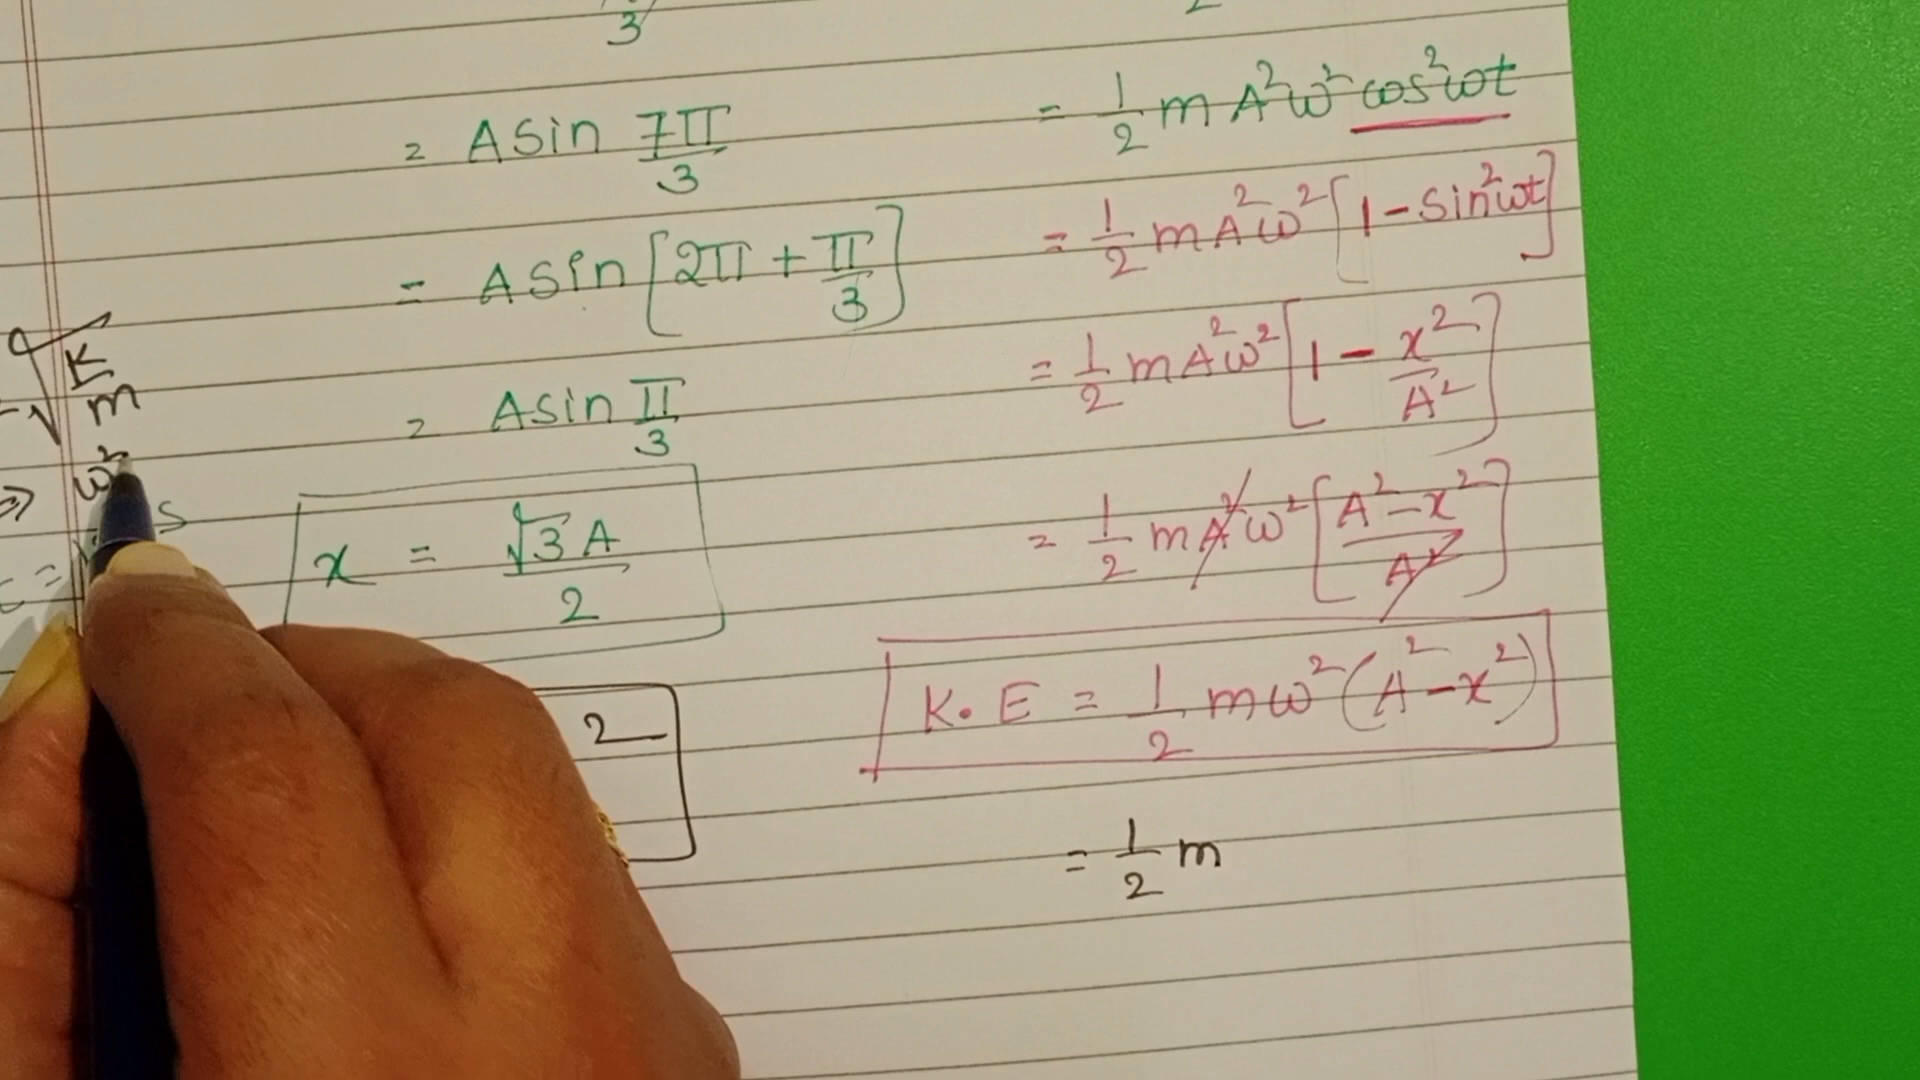 3
= A sin 7π/3
= A sin [2π + π/3]
= A sin π/3
x = √3 A/2
2
√K/m
⇒ ω²
= 1/2 m A² ω² cos² ωt
= 1/2 m A² ω² [1 - sin² ωt]
= 1/2 m A² ω² [1 - x²/A²]
= 1/2 m A² ω² [A² - x²/A²]
K.E = 1/2 m ω² (A² - x²)
= 1/2 m